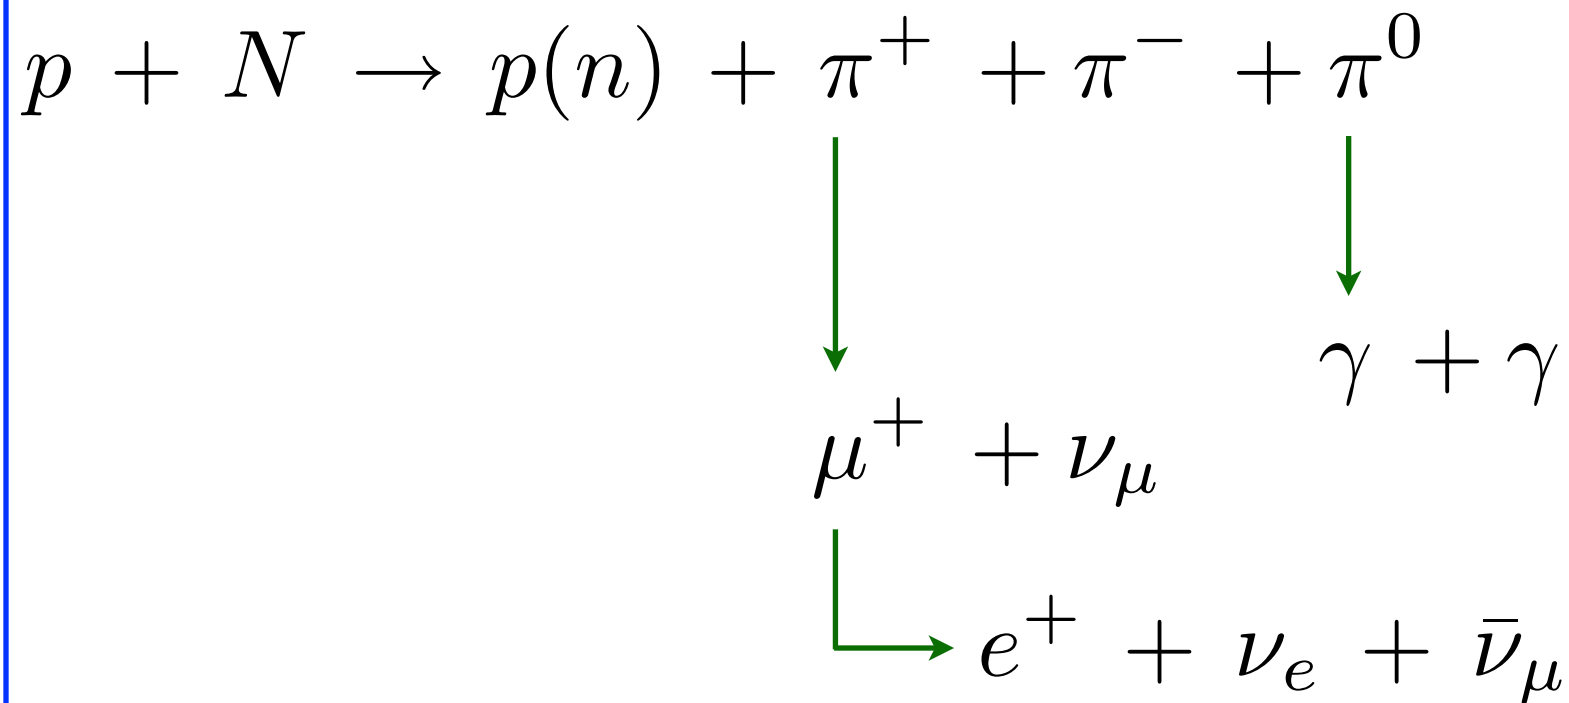 p + N → p(n) + π⁺ + π⁻ + π⁰
γ + γ
μ⁺ + ν_μ
e⁺ + ν_e + ν̄_μ